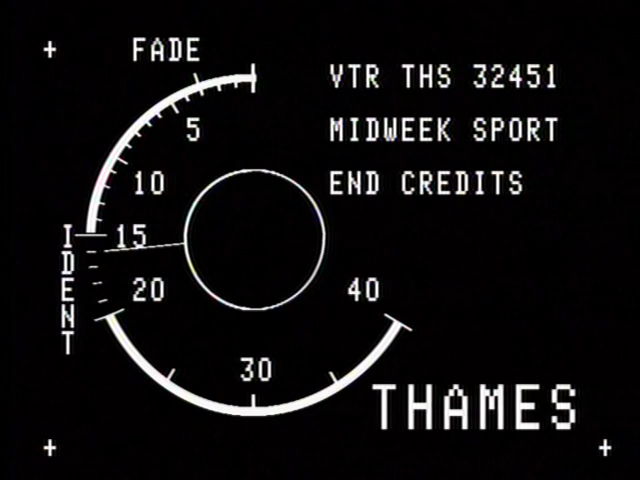 FADE
VTR THS 32451
MIDWEEK SPORT
END CREDITS
5
10
15
20
30
40
IDENT
THAMES